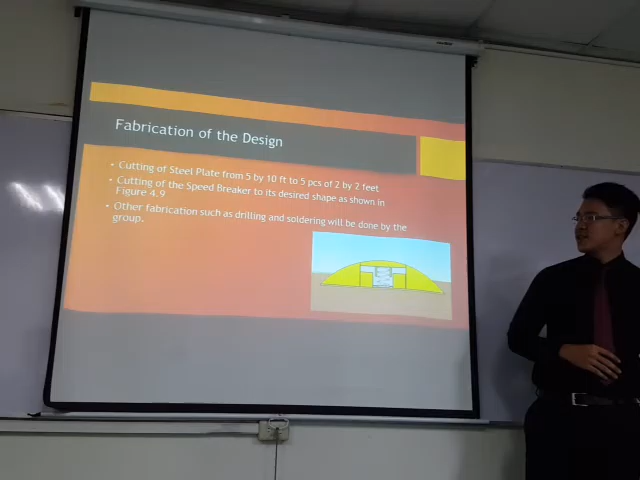 Fabrication of the Design
• Cutting of Steel Plate from 5 by 10 ft to 5 pcs of 2 by 2 feet
• Cutting of the Speed Breaker to its desired shape as shown in
Figure 4.9
• Other fabrication such as drilling and soldering will be done by the
group.